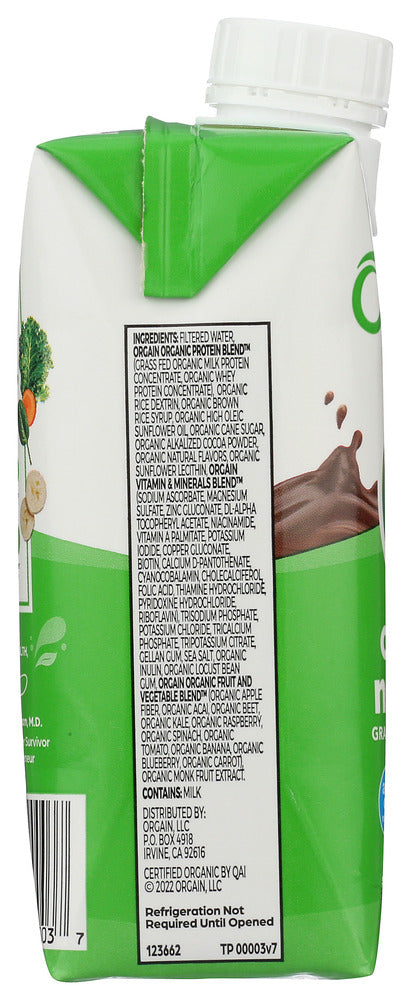 INGREDIENTS: FILTERED WATER,
ORGAIN ORGANIC PROTEIN BLEND™
(GRASS FED ORGANIC MILK PROTEIN
CONCENTRATE, ORGANIC WHEY
PROTEIN CONCENTRATE), ORGANIC
RICE DEXTRIN, ORGANIC BROWN
RICE SYRUP, ORGANIC HIGH OLEIC
SUNFLOWER OIL, ORGANIC CANE SUGAR,
ORGANIC ALKALIZED COCOA POWDER,
ORGANIC NATURAL FLAVORS, ORGANIC
SUNFLOWER LECITHIN, ORGAIN
VITAMIN & MINERALS BLEND™
(SODIUM ASCORBATE, MAGNESIUM
SULFATE, ZINC GLUCONATE, DL-ALPHA
TOCOPHERYL ACETATE, NIACINAMIDE,
VITAMIN A PALMITATE, POTASSIUM
IODIDE, COPPER GLUCONATE,
BIOTIN, CALCIUM D-PANTOTHENATE,
CYANOCOBALAMIN, CHOLECALCIFEROL,
FOLIC ACID, THIAMINE HYDROCHLORIDE,
PYRIDOXINE HYDROCHLORIDE,
RIBOFLAVIN), TRISODIUM PHOSPHATE,
POTASSIUM CHLORIDE, TRICALCIUM
PHOSPHATE, TRIPOTASSIUM CITRATE,
GELLAN GUM, SEA SALT, ORGANIC
INULIN, ORGANIC LOCUST BEAN
GUM, ORGAIN ORGANIC FRUIT AND
VEGETABLE BLEND™ (ORGANIC APPLE
FIBER, ORGANIC ACAI, ORGANIC BEET,
ORGANIC KALE, ORGANIC RASPBERRY,
ORGANIC SPINACH, ORGANIC
TOMATO, ORGANIC BANANA, ORGANIC
BLUEBERRY, ORGANIC CARROT),
ORGANIC MONK FRUIT EXTRACT.
CONTAINS: MILK
DISTRIBUTED BY:
ORGAIN, LLC
P.O. BOX 4918
IRVINE, CA 92616
CERTIFIED ORGANIC BY QAI
© 2022 ORGAIN, LLC
Refrigeration Not
Required Until Opened
123662 TP 00003v7
M.D.
Survivor
03 7